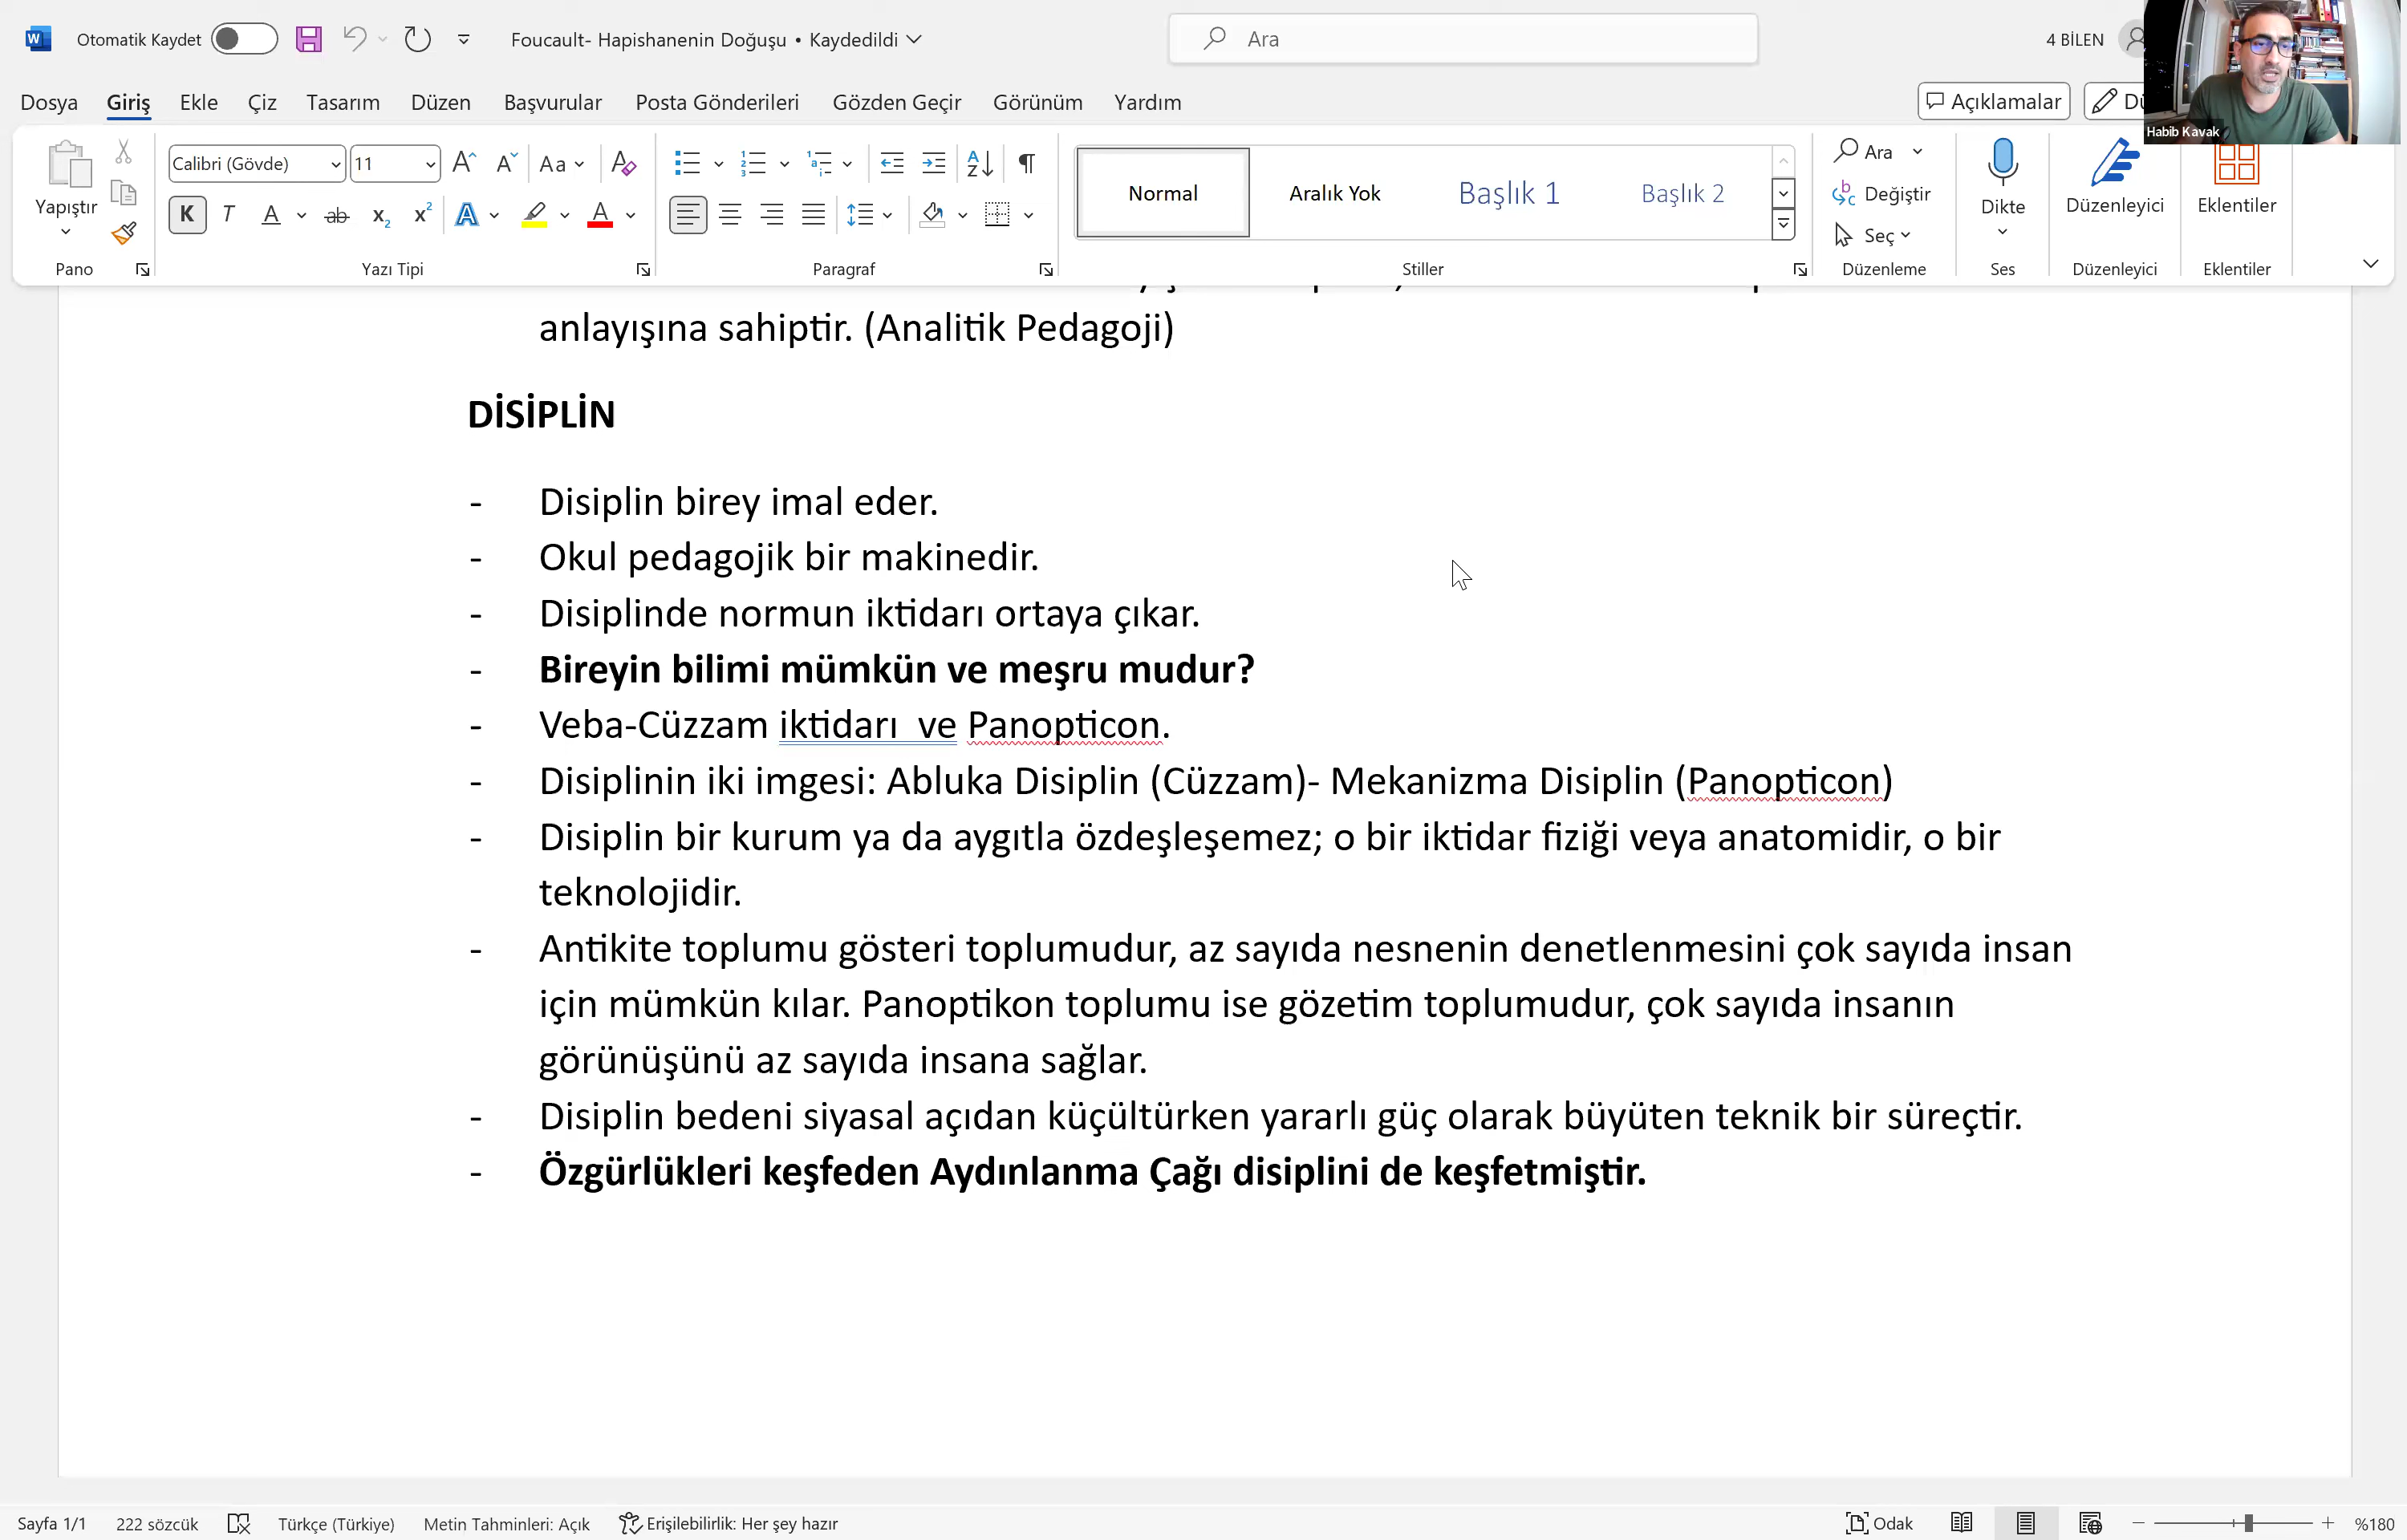 Otomatik Kaydet
Foucault- Hapishanenin Doğuşu • Kaydedildi
Ara
4 BİLEN
Dosya Giriş Ekle Çiz Tasarım Düzen Başvurular Posta Gönderileri Gözden Geçir Görünüm Yardım
Açıklamalar
Habib Kavak
Yapıştır
Calibri (Gövde) 11
Normal
Aralık Yok
Başlık 1
Başlık 2
Ara
Değiştir
Seç
Dikte
Düzenleyici
Eklentiler
Pano
Yazı Tipi
Paragraf
Stiller
Düzenleme
Ses
Düzenleyici
Eklentiler
anlayışına sahiptir. (Analitik Pedagoji)
DİSİPLİN
- Disiplin birey imal eder.
- Okul pedagojik bir makinedir.
- Disiplinde normun iktidarı ortaya çıkar.
- Bireyin bilimi mümkün ve meşru mudur?
- Veba-Cüzzam iktidarı  ve Panopticon.
- Disiplinin iki imgesi: Abluka Disiplin (Cüzzam)- Mekanizma Disiplin (Panopticon)
- Disiplin bir kurum ya da aygıtla özdeşleşemez; o bir iktidar fiziği veya anatomidir, o bir
teknolojidir.
- Antikite toplumu gösteri toplumudur, az sayıda nesnenin denetlenmesini çok sayıda insan
için mümkün kılar. Panoptikon toplumu ise gözetim toplumudur, çok sayıda insanın
görünüşünü az sayıda insana sağlar.
- Disiplin bedeni siyasal açıdan küçültürken yararlı güç olarak büyüten teknik bir süreçtir.
- Özgürlükleri keşfeden Aydınlanma Çağı disiplini de keşfetmiştir.
Sayfa 1/1
222 sözcük
Türkçe (Türkiye)
Metin Tahminleri: Açık
Erişilebilirlik: Her şey hazır
Odak
%180